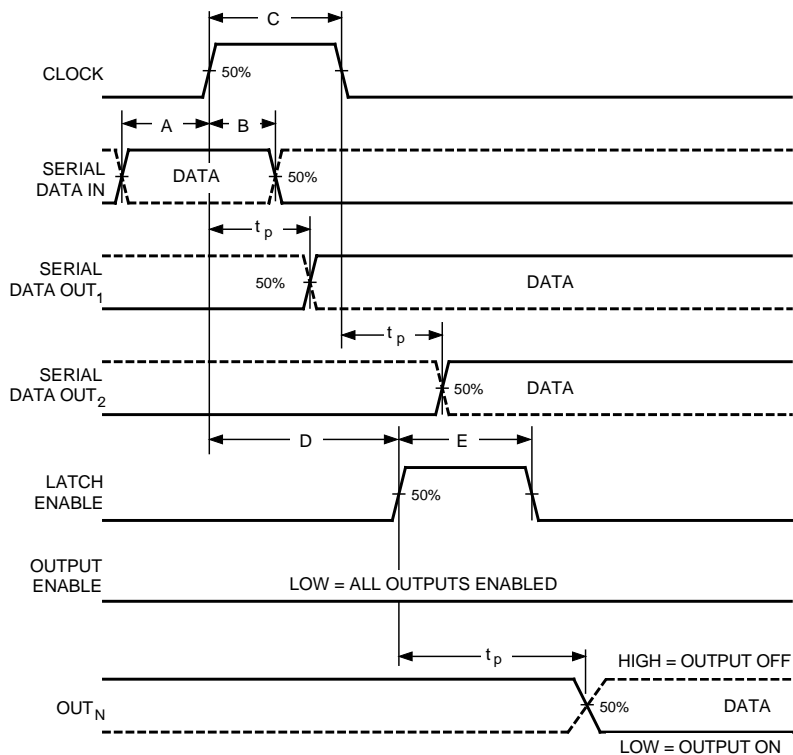 C
CLOCK
50%
A
B
SERIAL
DATA IN
DATA
50%
t p
SERIAL
DATA OUT1
50%
DATA
t p
SERIAL
DATA OUT2
50%
DATA
D
E
LATCH
ENABLE
50%
OUTPUT
ENABLE
LOW = ALL OUTPUTS ENABLED
t p
HIGH = OUTPUT OFF
OUTN
50%
DATA
LOW = OUTPUT ON